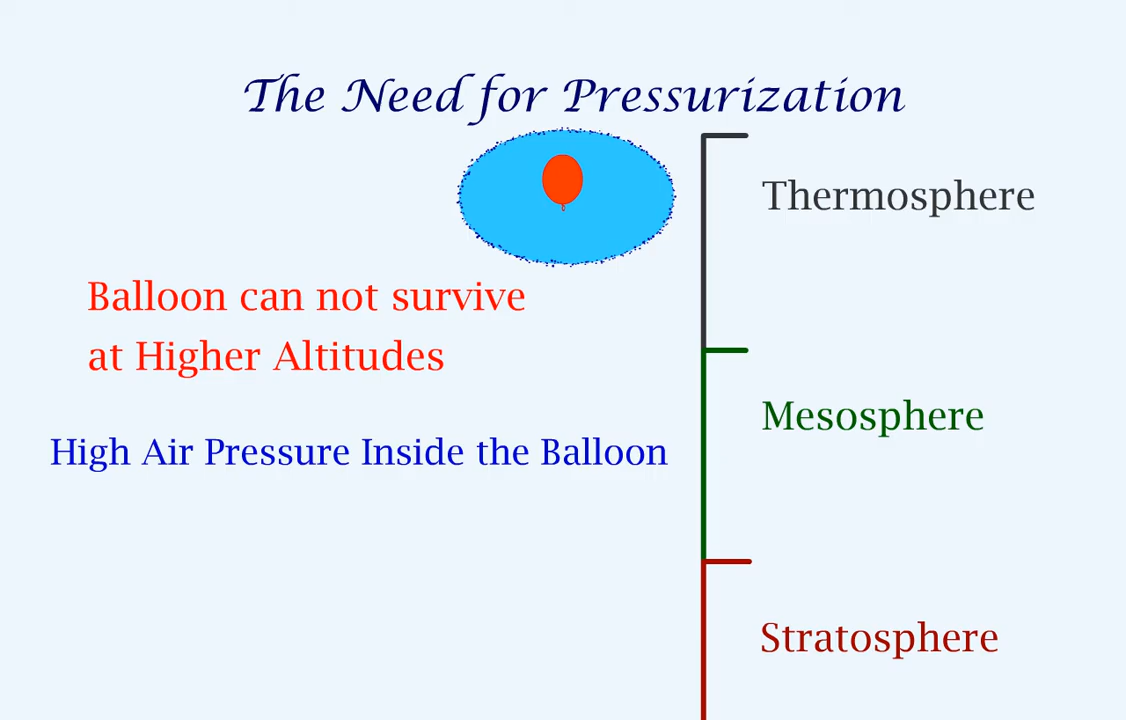 The Need for Pressurization
Thermosphere
Balloon can not survive
at Higher Altitudes
Mesosphere
High Air Pressure Inside the Balloon
Stratosphere